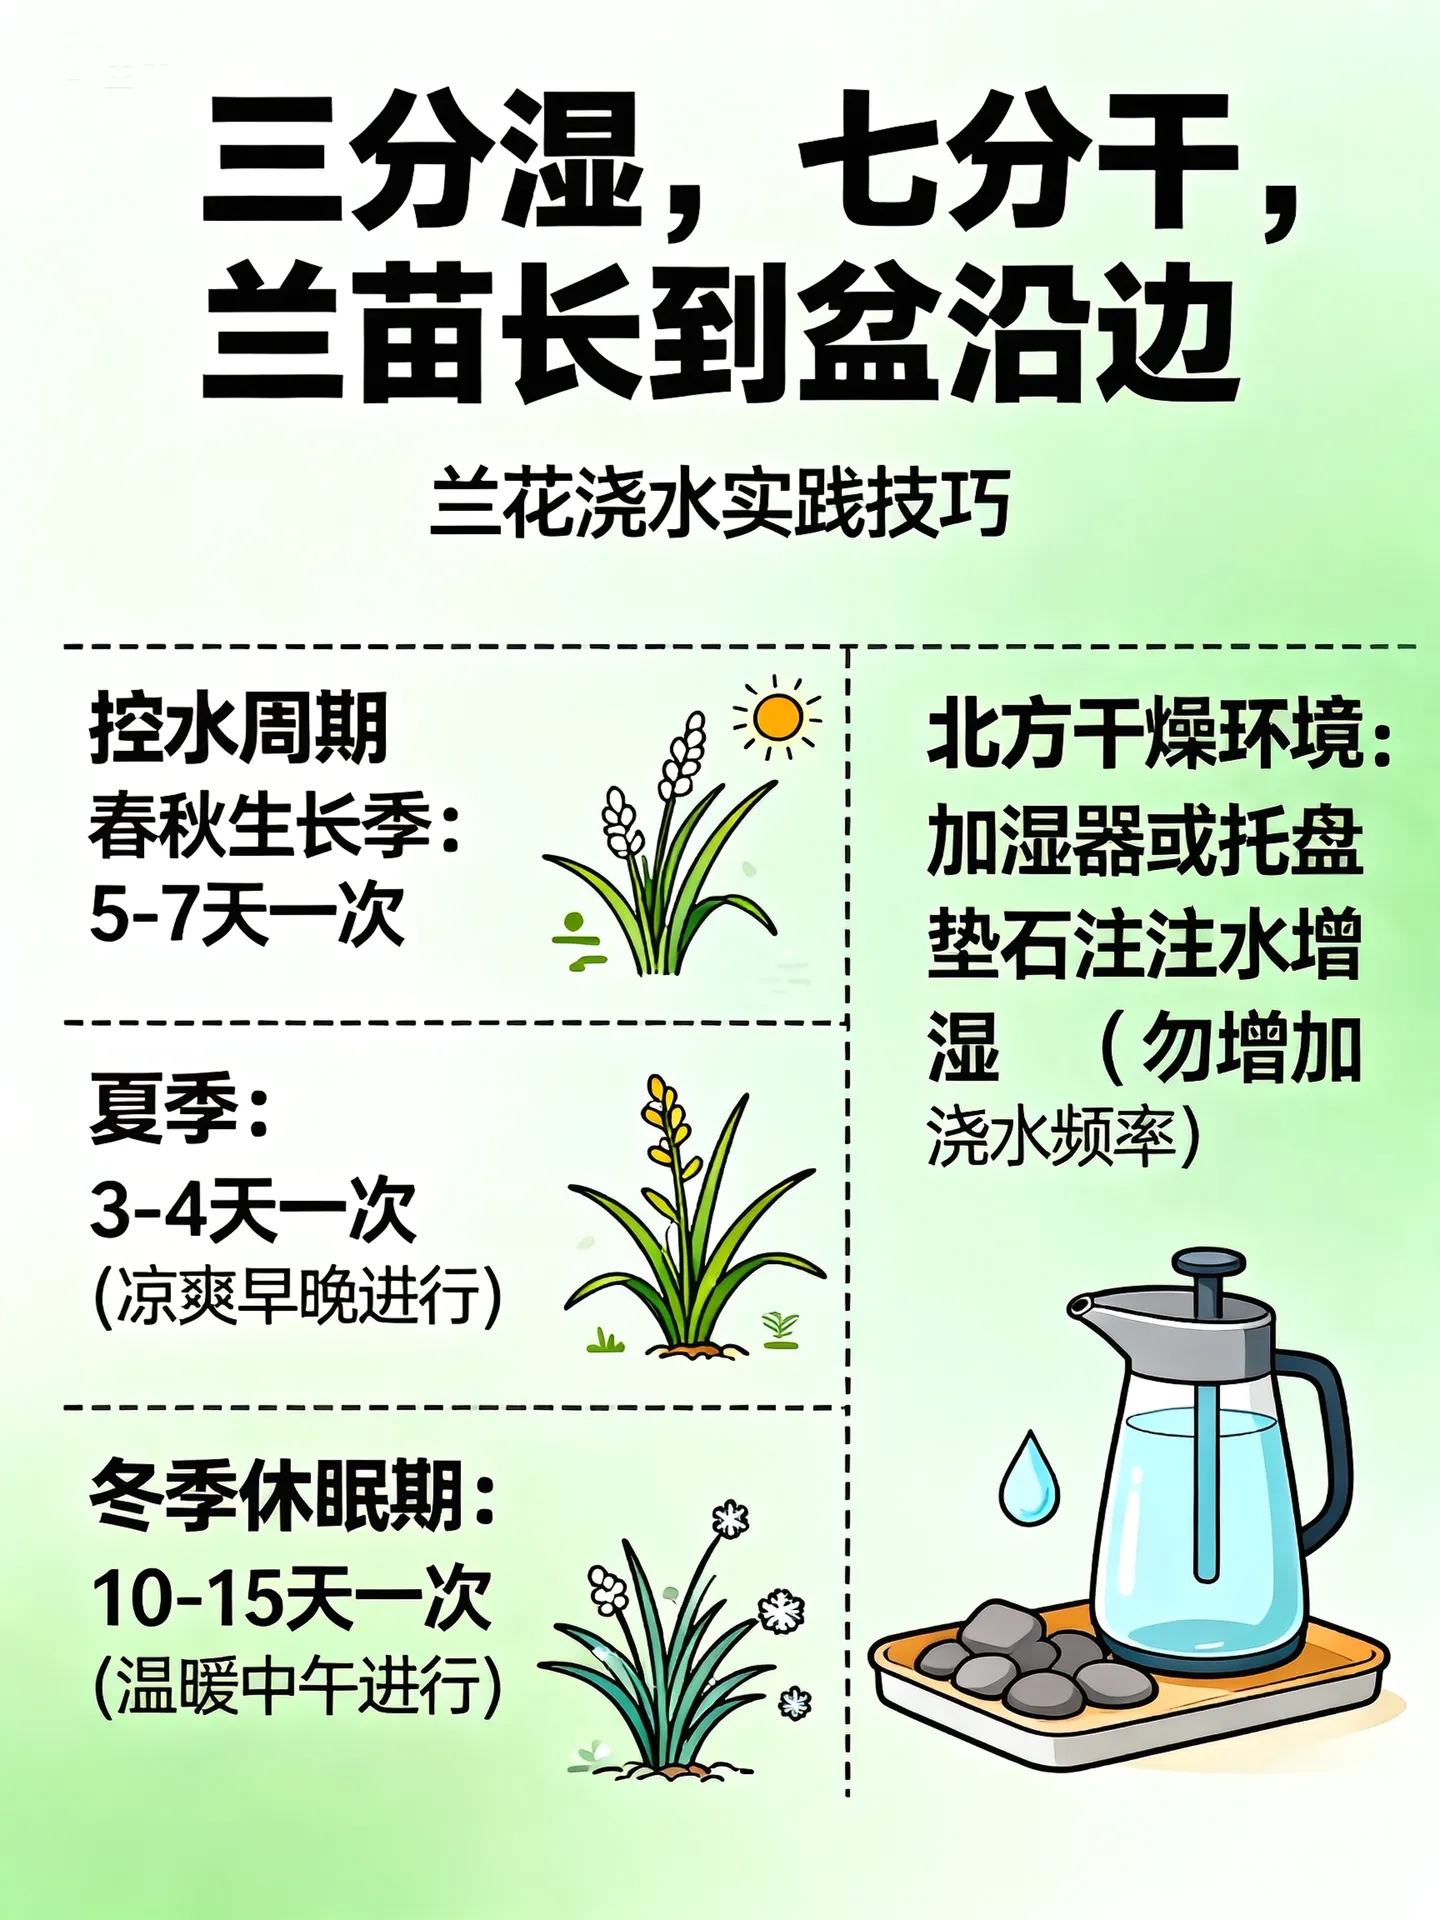 三分湿，七分干，
兰苗长到盆沿边
兰花浇水实践技巧
控水周期
春秋生长季：
5-7天一次
夏季：
3-4天一次
(凉爽早晚进行)
冬季休眠期：
10-15天一次
(温暖中午进行)
北方干燥环境：
加湿器或托盘
垫石注注水增
湿　（勿增加
浇水频率)